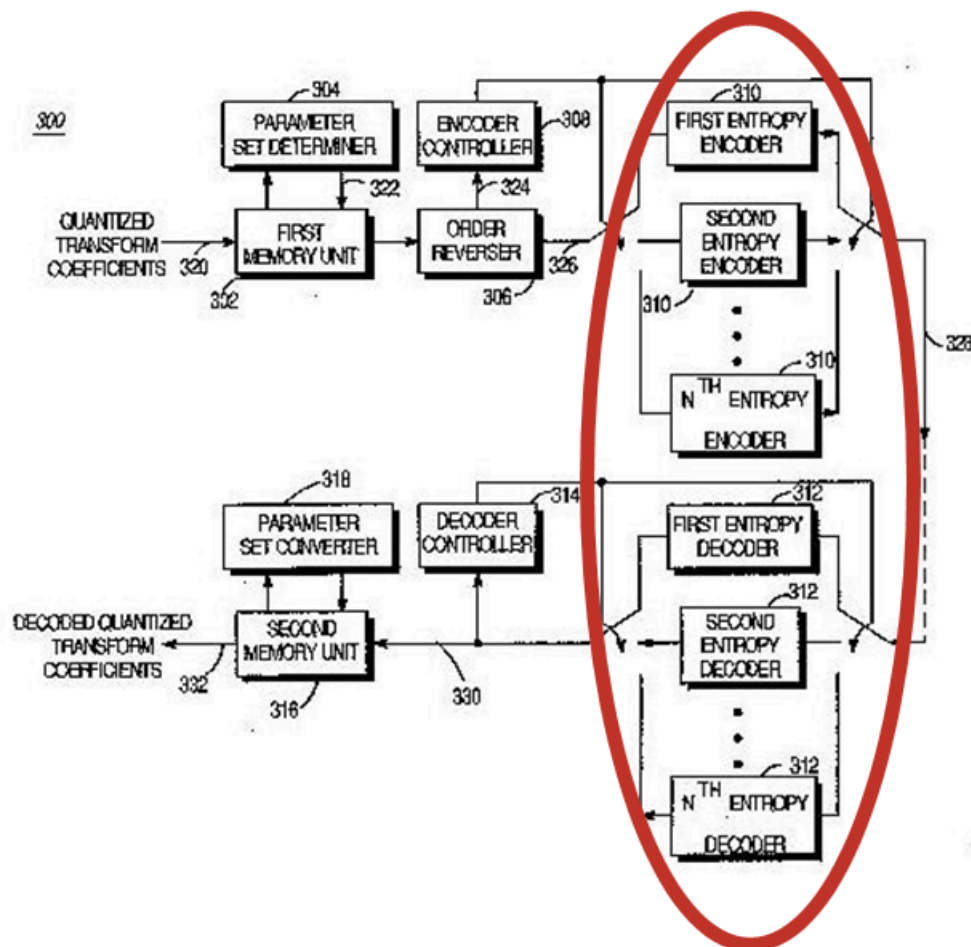 300
304
PARAMETER
SET DETERMINER
322
ENCODER
CONTROLLER
308
324
310
FIRST ENTROPY
ENCODER
QUANTIZED
TRANSFORM
COEFFICIENTS
320
FIRST
MEMORY UNIT
302
ORDER
REVERSER
306
326
SECOND
ENTROPY
ENCODER
310
328
310
N TH ENTROPY
ENCODER
318
PARAMETER
SET CONVERTER
DECODER
CONTROLLER
314
312
FIRST ENTROPY
DECODER
DECODED QUANTIZED
TRANSFORM
COEFFICIENTS
332
SECOND
MEMORY UNIT
316
330
312
SECOND
ENTROPY
DECODER
312
N TH ENTROPY
DECODER